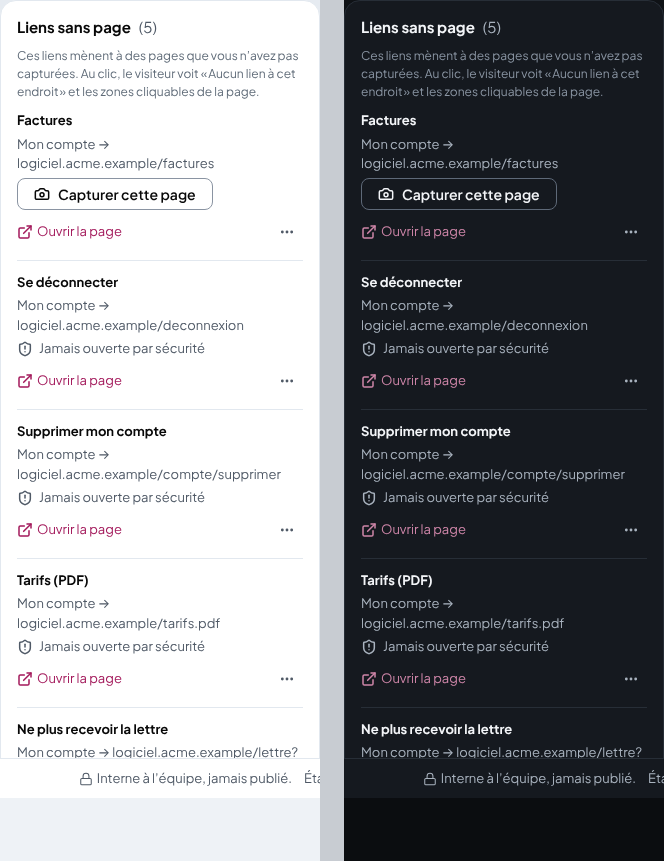 Liens sans page (5)
Ces liens mènent à des pages que vous n'avez pas
capturées. Au clic, le visiteur voit «Aucun lien à cet
endroit» et les zones cliquables de la page.
Factures
Mon compte →
logiciel.acme.example/factures
Capturer cette page
Ouvrir la page ...
Se déconnecter
Mon compte →
logiciel.acme.example/deconnexion
Jamais ouverte par sécurité
Ouvrir la page ...
Supprimer mon compte
Mon compte →
logiciel.acme.example/compte/supprimer
Jamais ouverte par sécurité
Ouvrir la page ...
Tarifs (PDF)
Mon compte →
logiciel.acme.example/tarifs.pdf
Jamais ouverte par sécurité
Ouvrir la page ...
Ne plus recevoir la lettre
Mon compte → logiciel.acme.example/lettre?
Interne à l'équipe, jamais publié. Éta
Liens sans page (5)
Ces liens mènent à des pages que vous n'avez pas
capturées. Au clic, le visiteur voit «Aucun lien à cet
endroit» et les zones cliquables de la page.
Factures
Mon compte →
logiciel.acme.example/factures
Capturer cette page
Ouvrir la page ...
Se déconnecter
Mon compte →
logiciel.acme.example/deconnexion
Jamais ouverte par sécurité
Ouvrir la page ...
Supprimer mon compte
Mon compte →
logiciel.acme.example/compte/supprimer
Jamais ouverte par sécurité
Ouvrir la page ...
Tarifs (PDF)
Mon compte →
logiciel.acme.example/tarifs.pdf
Jamais ouverte par sécurité
Ouvrir la page ...
Ne plus recevoir la lettre
Mon compte → logiciel.acme.example/lettre?
Interne à l'équipe, jamais publié. Éta